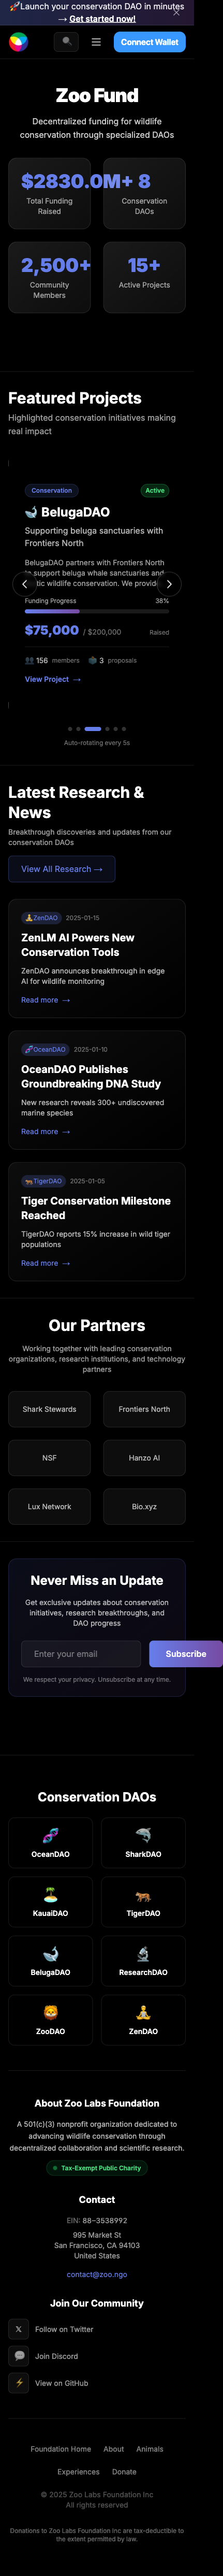 🚀Launch your conservation DAO in minutes
→ Get started now!
×
Connect Wallet
Zoo Fund
Decentralized funding for wildlife
conservation through specialized DAOs
$2830.0M+ 8
Total Funding
Raised
Conservation
DAOs
2,500+
15+
Community
Members
Active Projects
Featured Projects
Highlighted conservation initiatives making
real impact
Conservation
Active
🐋 BelugaDAO
Supporting beluga sanctuaries with
Frontiers North
BelugaDAO partners with Frontiers North
support beluga whale sanctuaries and
wildlife conservation. We provid
Funding Progress
38%
$75,000 / $200,000
Raised
👥 156 members
3 proposals
View Project →
Auto-rotating every 5s
Latest Research &
News
Breakthrough discoveries and updates from our
conservation DAOs
View All Research →
🧘ZenDAO 2025-01-15
ZenLM AI Powers New
Conservation Tools
ZenDAO announces breakthrough in edge
AI for wildlife monitoring
Read more →
🧬OceanDAO 2025-01-10
OceanDAO Publishes
Groundbreaking DNA Study
New research reveals 300+ undiscovered
marine species
Read more →
🐅TigerDAO 2025-01-05
Tiger Conservation Milestone
Reached
TigerDAO reports 15% increase in wild tiger
populations
Read more →
Our Partners
Working together with leading conservation
organizations, research institutions, and technology
partners
Shark Stewards
Frontiers North
NSF
Hanzo AI
Lux Network
Bio.xyz
Never Miss an Update
Get exclusive updates about conservation
initiatives, research breakthroughs, and
DAO progress
Enter your email
Subscribe
We respect your privacy. Unsubscribe at any time.
Conservation DAOs
OceanDAO
SharkDAO
KauaiDAO
TigerDAO
BelugaDAO
ResearchDAO
ZooDAO
ZenDAO
About Zoo Labs Foundation
A 501(c)(3) nonprofit organization dedicated to
advancing wildlife conservation through
decentralized collaboration and scientific research.
Tax-Exempt Public Charity
Contact
EIN: 88-3538992
995 Market St
San Francisco, CA 94103
United States
contact@zoo.ngo
Join Our Community
𝕏 Follow on Twitter
Join Discord
View on GitHub
Foundation Home
About
Animals
Experiences
Donate
© 2025 Zoo Labs Foundation Inc
All rights reserved
Donations to Zoo Labs Foundation Inc are tax-deductible to
the extent permitted by law.